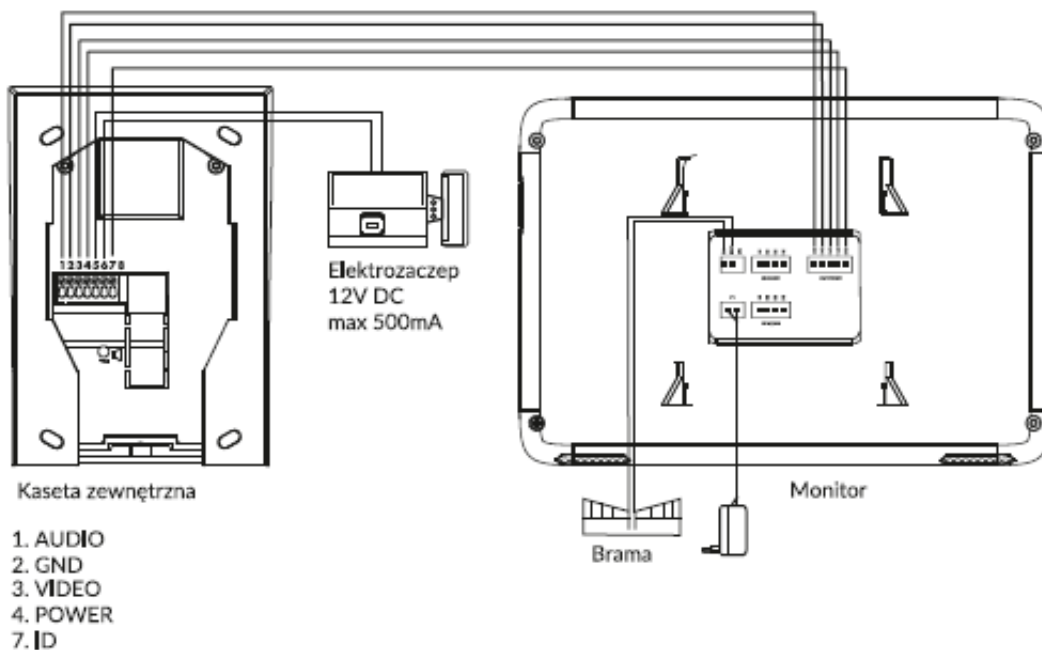 12345678
Elektrozaczep
12V DC
max 500mA
Kaseta zewnętrzna
Monitor
Brama
1. AUDIO
2. GND
3. VIDEO
4. POWER
7. ID